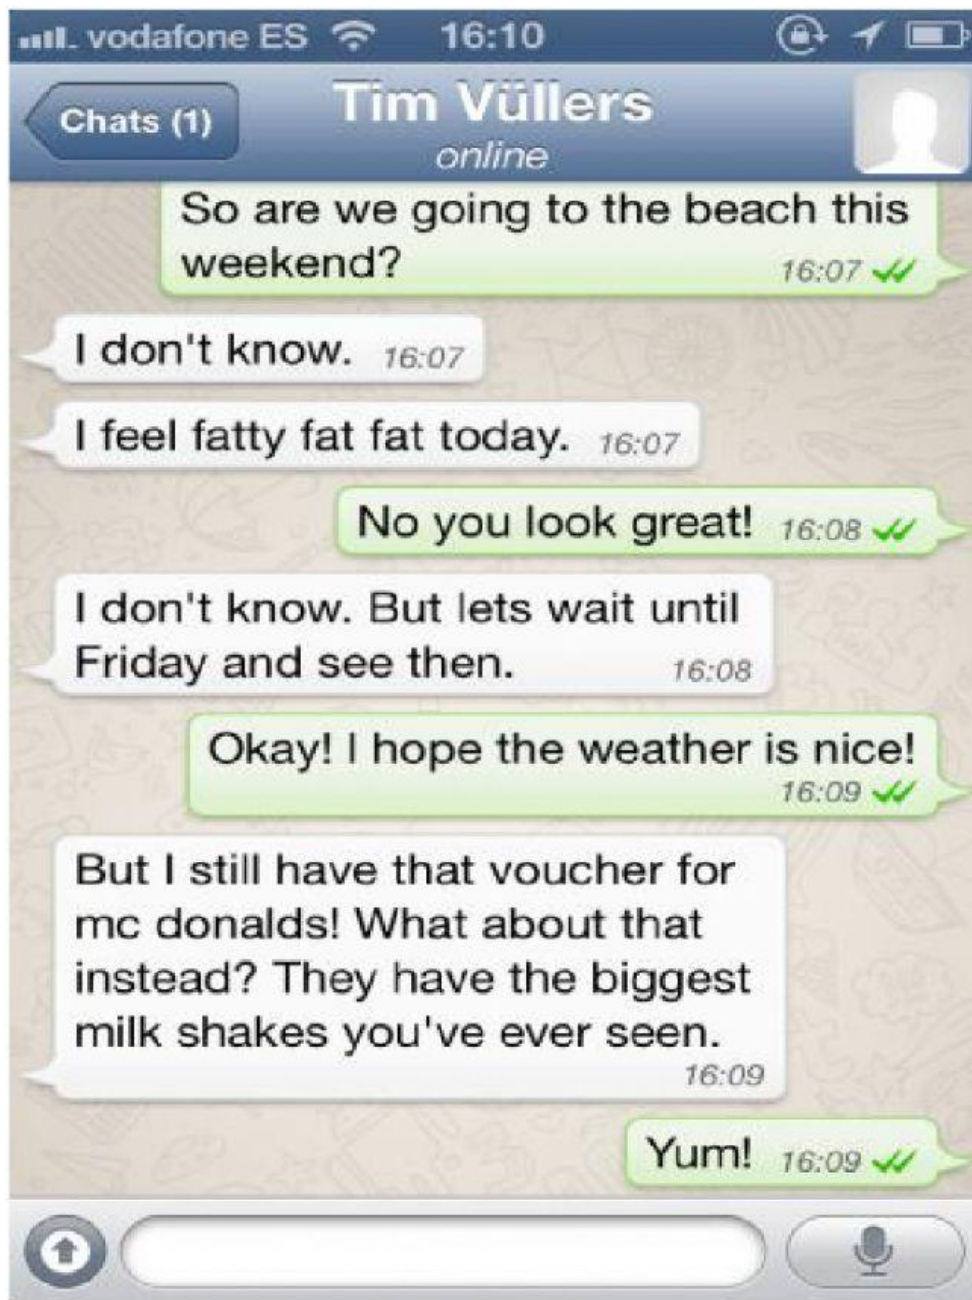 vodafone ES 16:10
Chats (1)
Tim Vüllers
online
So are we going to the beach this
weekend? 16:07
I don't know. 16:07
I feel fatty fat fat today. 16:07
No you look great! 16:08
I don't know. But lets wait until
Friday and see then. 16:08
Okay! I hope the weather is nice!
16:09
But I still have that voucher for
mc donalds! What about that
instead? They have the biggest
milk shakes you've ever seen.
16:09
Yum! 16:09